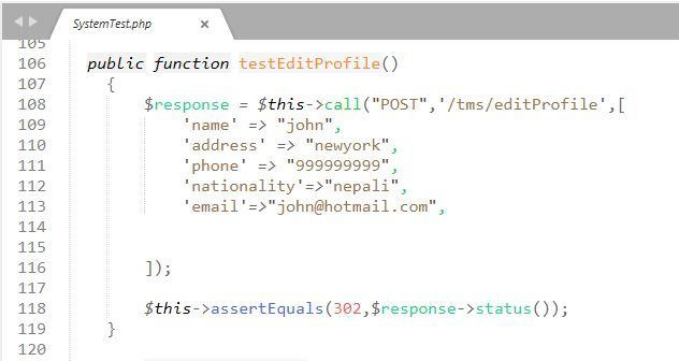 SystemTest.php ×
105
106 public function testEditProfile()
107 {
108 $response = $this->call("POST",'/tms/editProfile',[
109 'name' => "john",
110 'address' => "newyork",
111 'phone' => "999999999",
112 'nationality'=>"nepali",
113 'email'=>"john@hotmail.com",
114
115
116 ]);
117
118 $this->assertEquals(302,$response->status());
119 }
120